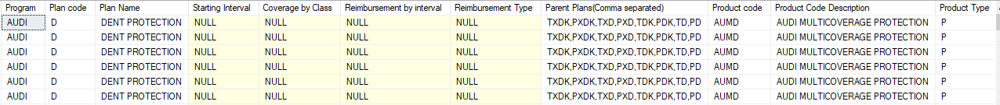 Program Plan code Plan Name Starting Interval Coverage by Class Reimbursement by interval Reimbursement Type Parent Plans(Comma separated) Product code Product Code Description Product Type
AUDI D DENT PROTECTION NULL NULL NULL NULL TXDK,PXDK,TXD,PXD,TDK,PDK,TD,PD AUMD AUDI MULTICOVERAGE PROTECTION P
AUDI D DENT PROTECTION NULL NULL NULL NULL TXDK,PXDK,TXD,PXD,TDK,PDK,TD,PD AUMD AUDI MULTICOVERAGE PROTECTION P
AUDI D DENT PROTECTION NULL NULL NULL NULL TXDK,PXDK,TXD,PXD,TDK,PDK,TD,PD AUMD AUDI MULTICOVERAGE PROTECTION P
AUDI D DENT PROTECTION NULL NULL NULL NULL TXDK,PXDK,TXD,PXD,TDK,PDK,TD,PD AUMD AUDI MULTICOVERAGE PROTECTION P
AUDI D DENT PROTECTION NULL NULL NULL NULL TXDK,PXDK,TXD,PXD,TDK,PDK,TD,PD AUMD AUDI MULTICOVERAGE PROTECTION P
AUDI D DENT PROTECTION NULL NULL NULL NULL TXDK,PXDK,TXD,PXD,TDK,PDK,TD,PD AUMD AUDI MULTICOVERAGE PROTECTION P